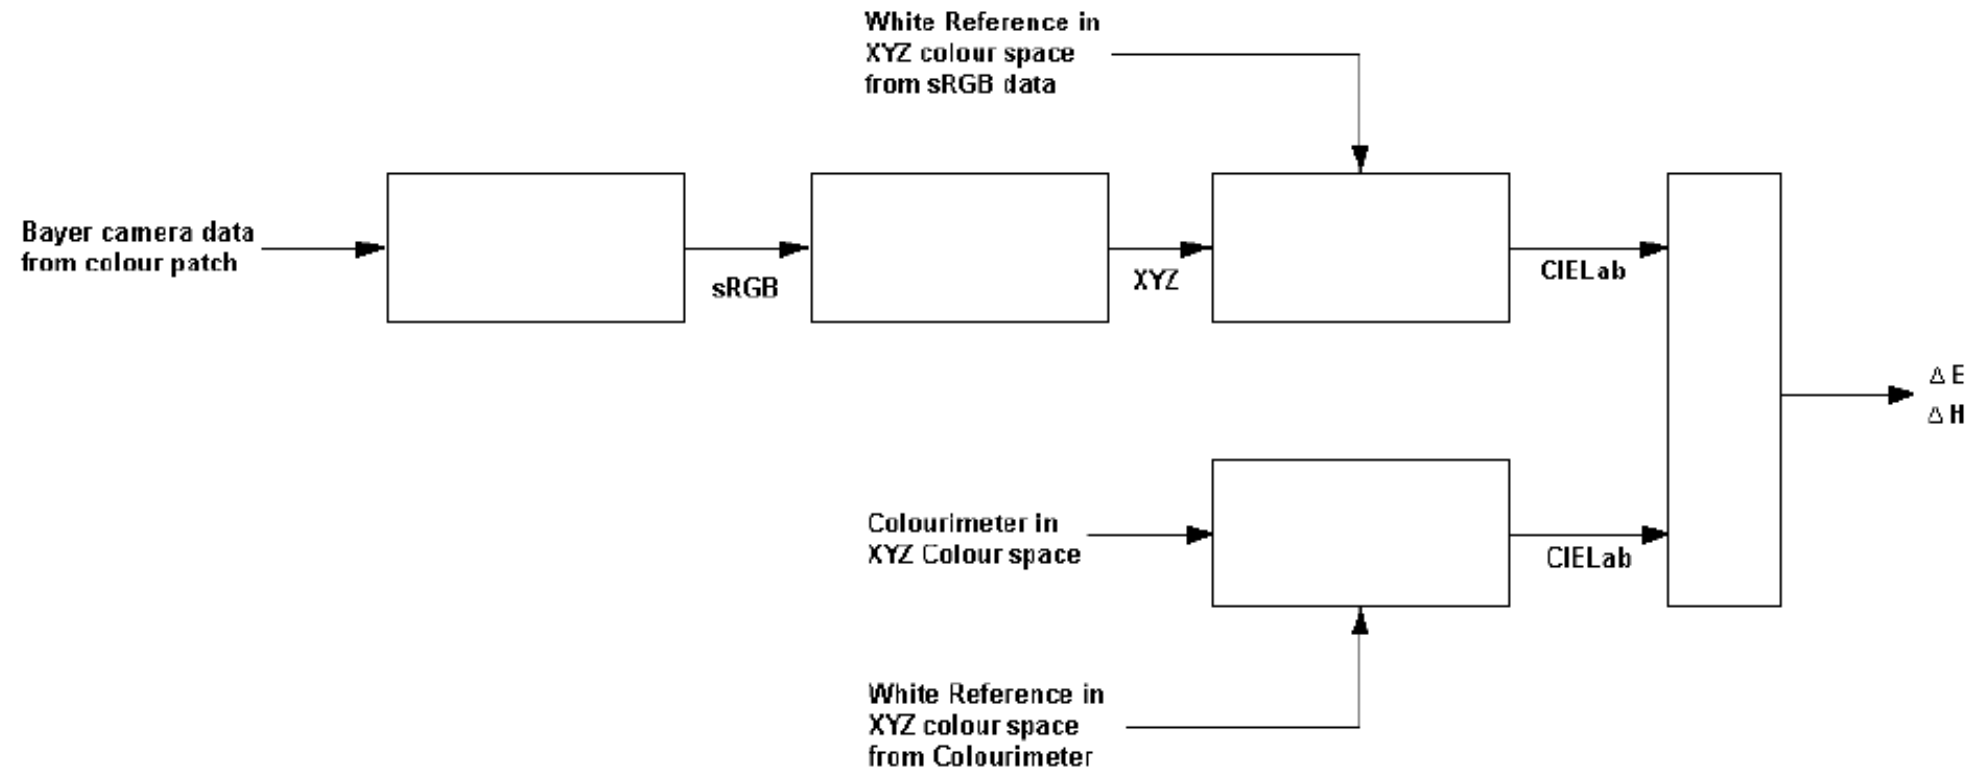 White Reference in
XYZ colour space
from sRGB data
Bayer camera data
from colour patch
sRGB
XYZ
CIELab
Δ E
Δ H
Colourimeter in
XYZ Colour space
CIELab
White Reference in
XYZ colour space
from Colourimeter